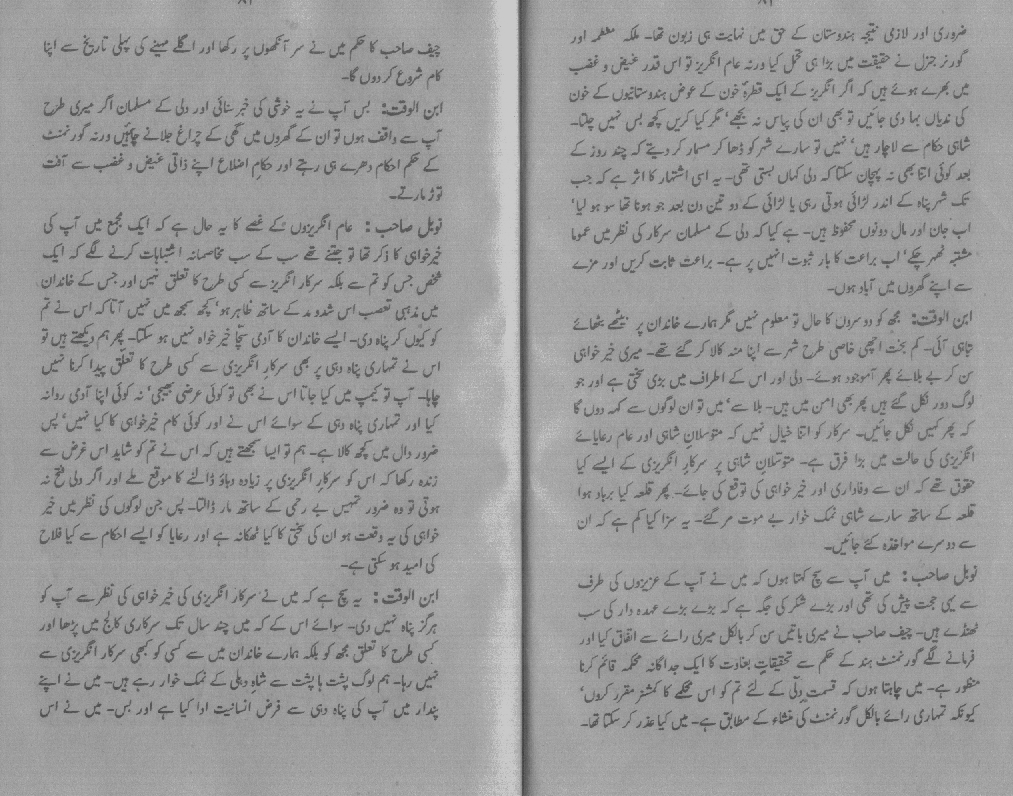 ۸۲
ضروری اور لازمی نتیجہ ہندوستان کے حق میں نہایت ہی زبون تھا۔ ملکہ معظمہ اور
گورنر جنرل نے حقیقت میں بڑا ہی تحمل کیا ورنہ عام انگریز تو اس قدر غیض و غضب
میں بھرے ہوئے ہیں کہ اگر انگریز کے ایک قطرۂ خون کے عوض ہندوستانیوں کے خون
کی ندیاں بہا دی جائیں تو بھی ان کی پیاس نہ بجھے‘ مگر کیا کریں کچھ بس نہیں چلتا۔
شاہی حکام سے لاچار ہیں‘ نہیں تو سارے شہر کو ڈھا کر مسمار کر دیتے کہ چند روز کے
بعد کوئی اتنا بھی نہ پہچان سکتا کہ دلی کہاں بستی تھی۔ یہ اسی اشتہار کا اثر ہے کہ جب
تک شہر پناہ کے اندر لڑائی ہوتی رہی یا لڑائی کے دو تین دن بعد جو ہونا تھا سو ہو لیا‘
اب جان اور مال دونوں محفوظ ہیں۔ ہے کیا کہ دلی کے مسلمان سرکار کی نظر میں عموما
مشتبہ ٹھہر چکے‘ اب براعت کا بار ثبوت انہیں پر ہے۔ براعت ثابت کریں اور مزے
سے اپنے گھروں میں آباد ہوں۔
ابن الوقت: مجھ کو دوسروں کا حال تو معلوم نہیں مگر ہمارے خاندان پر بیٹھے بٹھائے
تباہی آئی۔ کم بخت اچھی خاصی طرح شہر سے اپنا منہ کالا کر گئے تھے۔ میری خیر خواہی
سن کر بے بلائے پھر آموجود ہوئے۔ دلی اور اس کے اطراف میں بڑی سختی ہے اور جو
لوگ دور نکل گئے ہیں پھر بھی امن میں ہیں۔ بلا سے‘ میں تو ان لوگوں سے کہہ دوں گا
کہ پھر کہیں نکل جائیں۔ سرکار کو اتنا خیال نہیں کہ متوسلان شاہی اور عام رعایائے
انگریزی کی حالت میں بڑا فرق ہے۔ متوسلانِ شاہی پر سرکارِ انگریزی کے ایسے کیا
حقوق تھے کہ ان سے وفاداری اور خیر خواہی کی توقع کی جائے۔ پھر قلعہ کیا برباد ہوا
قلعہ کے ساتھ سارے شاہی نمک خوار بے موت مر گئے۔ یہ سزا کیا کم ہے کہ ان
سے دوسرے مواخذہ کئے جائیں۔
نوبل صاحب: میں آپ سے سچ کہتا ہوں کہ میں نے آپ کے عزیزوں کی طرف
سے یہی حجت پیش کی تھی اور بڑے شکر کی جگہ ہے کہ بڑے بڑے عہدہ دار کی سب
ٹھنڈے ہیں۔ چیف صاحب نے میری باتیں سن کر بالکل میری رائے سے اتفاق کیا اور
فرمانے لگے گورنمنٹ ہند کے حکم سے تحقیقاتِ بغاوت کا ایک جداگانہ محکمہ قائم کرنا
منظور ہے۔ میں چاہتا ہوں کہ قسمت دلّی کے لئے تم کو اس محکمے کا کمشنر مقرر کروں‘
کیونکہ تمہاری رائے بالکل گورنمنٹ کی منشاء کے مطابق ہے۔ میں کیا عذر کر سکتا تھا۔
چیف صاحب کا حکم میں نے سر آنکھوں پر رکھا اور اگلے مہینے کی پہلی تاریخ سے اپنا
کام شروع کر دوں گا۔
ابن الوقت: بس آپ نے یہ خوشی کی خبر سنائی اور دلی کے مسلمان اگر میری طرح
آپ سے واقف ہوں تو ان کے گھروں میں گھی کے چراغ جلانے چاہئیں ورنہ گورنمنٹ
کے حکم احکام دھرے ہی رہتے اور حکامِ اضلاع اپنے ذاتی غیض و غضب سے آفت
توڑ مارتے۔
نوبل صاحب : عام انگریزوں کے غصے کا یہ حال ہے کہ ایک مجمع میں آپ کی
خیرخواہی کا ذکر تھا تو جتنے تھے سب کے سب مخاصمانہ اشتباہات کرنے لگے کہ ایک
شخص جس کو تم سے بلکہ سرکار انگریز سے کسی طرح کا تعلق نہیں اور جس کے خاندان
میں مذہبی تعصب اس شدومد کے ساتھ ظاہر ہو‘ کچھ سمجھ میں نہیں آتا کہ اس نے تم
کو کیوں کر پناہ دی۔ ایسے خاندان کا آدمی سچا خیر خواہ نہیں ہو سکتا۔ پھر ہم دیکھتے ہیں تو
اس نے تمہاری پناہ دہی پر بھی سرکار انگریزی سے کسی طرح کا تعلق پیدا کرنا نہیں
چاہا۔ آپ تو کیمپ میں کیا جاتا اس نے بھی تو کوئی عرضی بھیجی‘ نہ کوئی اپنا آدمی روانہ
کیا اور تمہاری پناہ دہی کے سوائے اس نے اور کوئی کام خیرخواہی کا کیا نہیں‘ پس
ضرور دال میں کچھ کالا ہے۔ ہم تو ایسا سمجھتے ہیں کہ اس نے تم کو شاید اس غرض سے
زندہ رکھا کہ اس کو سرکارِ انگریزی پر زیادہ دباؤ ڈالنے کا موقع ملے اور اگر دلی فتح نہ
ہوتی تو وہ ضرور تمہیں بے رحمی کے ساتھ مار ڈالتا۔ پس جن لوگوں کی نظر میں خیر
خواہی کی یہ وقعت ہو ان کی سختی کا کیا ٹھکانہ ہے اور رعایا کو ایسے احکام سے کیا فلاح
کی امید ہو سکتی ہے۔
ابن الوقت : یہ سچ ہے کہ میں نے سرکار انگریزی کی خیر خواہی کی نظر سے آپ کو
ہرگز پناہ نہیں دی۔ سوائے اس کے کہ میں چند سال تک سرکاری کالج میں پڑھا اور
کسی طرح کا تعلق مجھ کو بلکہ ہمارے خاندان میں سے کسی کو کبھی سرکار انگریزی سے
نہیں رہا۔ ہم لوگ پشت ہا پشت سے شاہِ دہلی کے نمک خوار رہے ہیں۔ میں نے اپنے
پندار میں آپ کی پناہ دہی سے فرضِ انسانیت ادا کیا ہے اور بس۔ میں نے اس